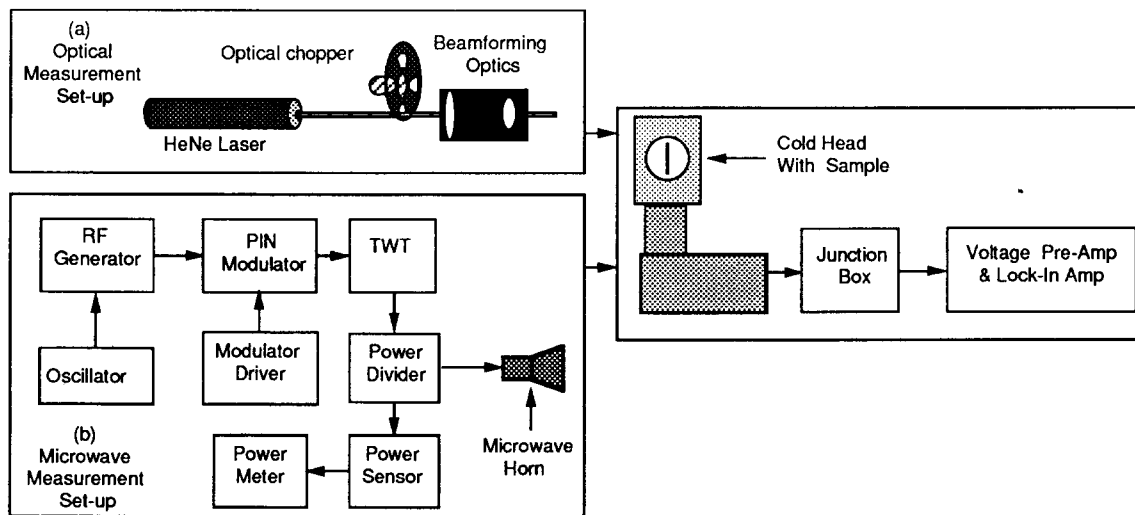 (a)
Optical
Measurement
Set-up
Optical chopper
Beamforming
Optics
HeNe Laser
Cold Head
With Sample
Junction
Box
Voltage Pre-Amp
& Lock-In Amp
RF
Generator
PIN
Modulator
TWT
Oscillator
Modulator
Driver
Power
Divider
Microwave
Horn
Power
Meter
Power
Sensor
(b)
Microwave
Measurement
Set-up